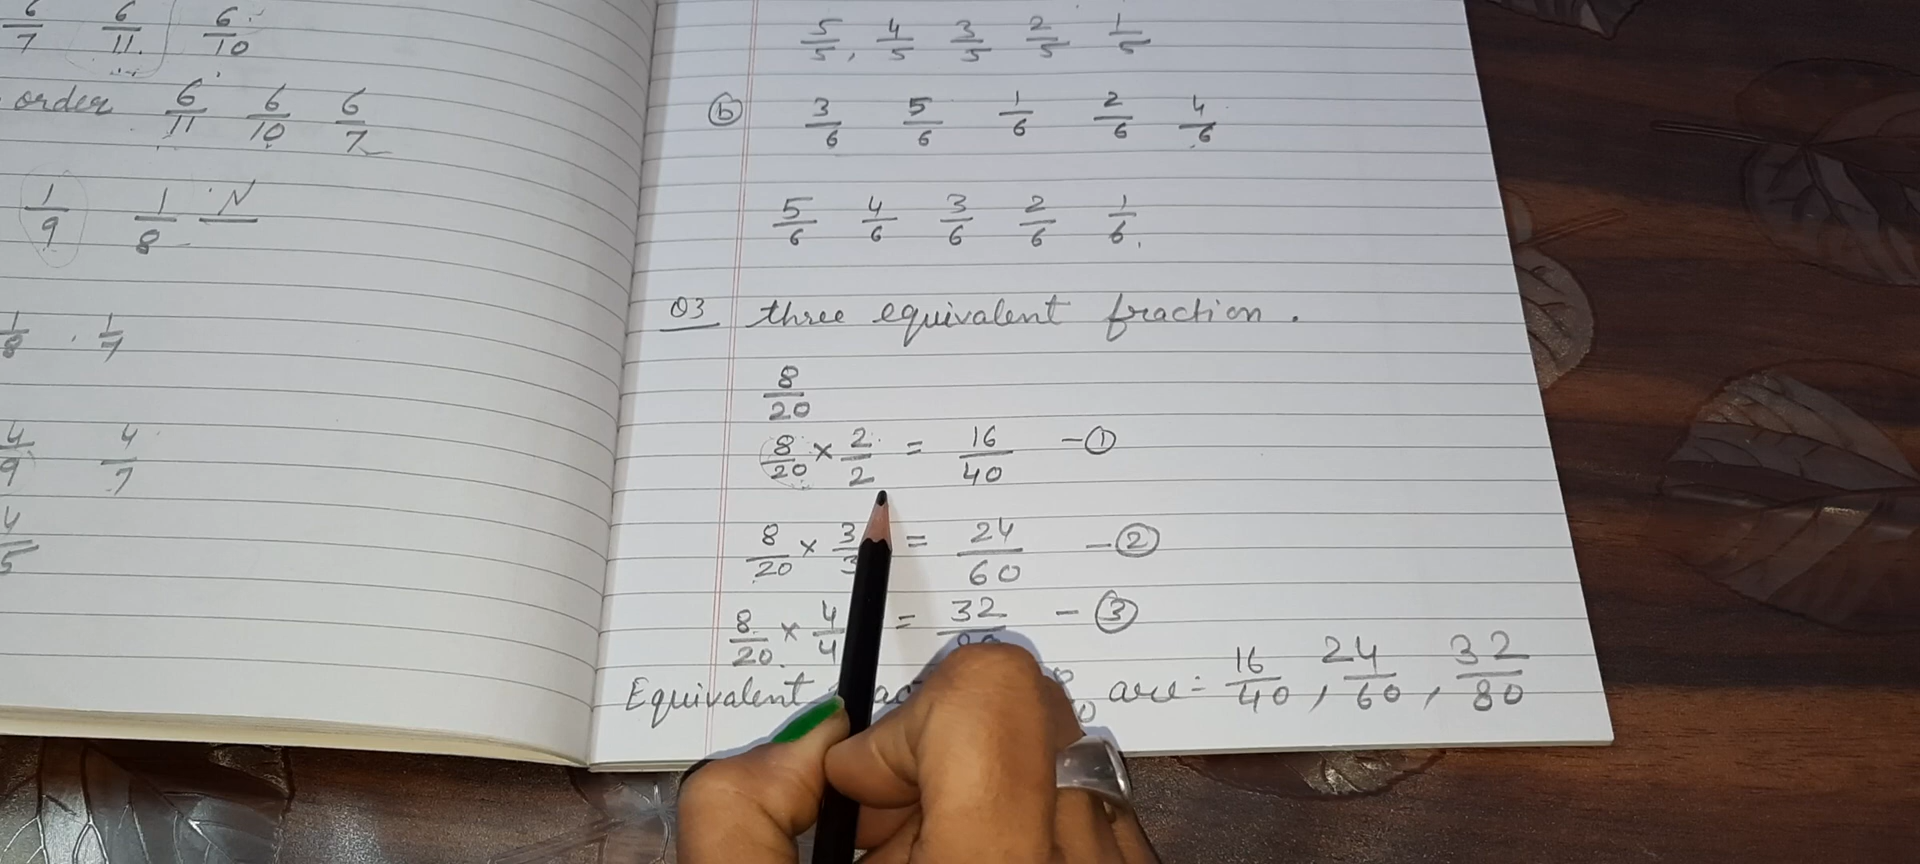 6/7 6/11. 6/10
order 6/11 6/10 6/7
1/9 1/8 N
1/8 . 1/7
4/9 4/7
4/5
5/5, 4/5 3/5 2/5 1/5
(b) 3/6 5/6 1/6 2/6 4/6
5/6 4/6 3/6 2/6 1/6.
Q3 three equivalent fraction.
8/20
8/20 × 2/2 = 16/40 - (1)
8/20 × 3/3 = 24/60 - (2)
8/20 × 4/4 = 32/80 - (3)
Equivalent are:- 16/40, 24/60, 32/80